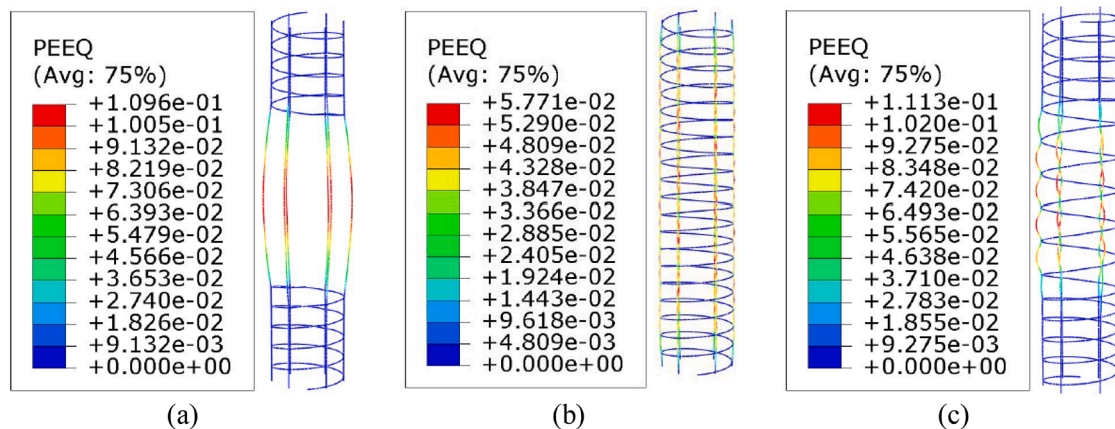 PEEQ
(Avg: 75%)
+1.096e-01
+1.005e-01
+9.132e-02
+8.219e-02
+7.306e-02
+6.393e-02
+5.479e-02
+4.566e-02
+3.653e-02
+2.740e-02
+1.826e-02
+9.132e-03
+0.000e+00
(a)
PEEQ
(Avg: 75%)
+5.771e-02
+5.290e-02
+4.809e-02
+4.328e-02
+3.847e-02
+3.366e-02
+2.885e-02
+2.405e-02
+1.924e-02
+1.443e-02
+9.618e-03
+4.809e-03
+0.000e+00
(b)
PEEQ
(Avg: 75%)
+1.113e-01
+1.020e-01
+9.275e-02
+8.348e-02
+7.420e-02
+6.493e-02
+5.565e-02
+4.638e-02
+3.710e-02
+2.783e-02
+1.855e-02
+9.275e-03
+0.000e+00
(c)